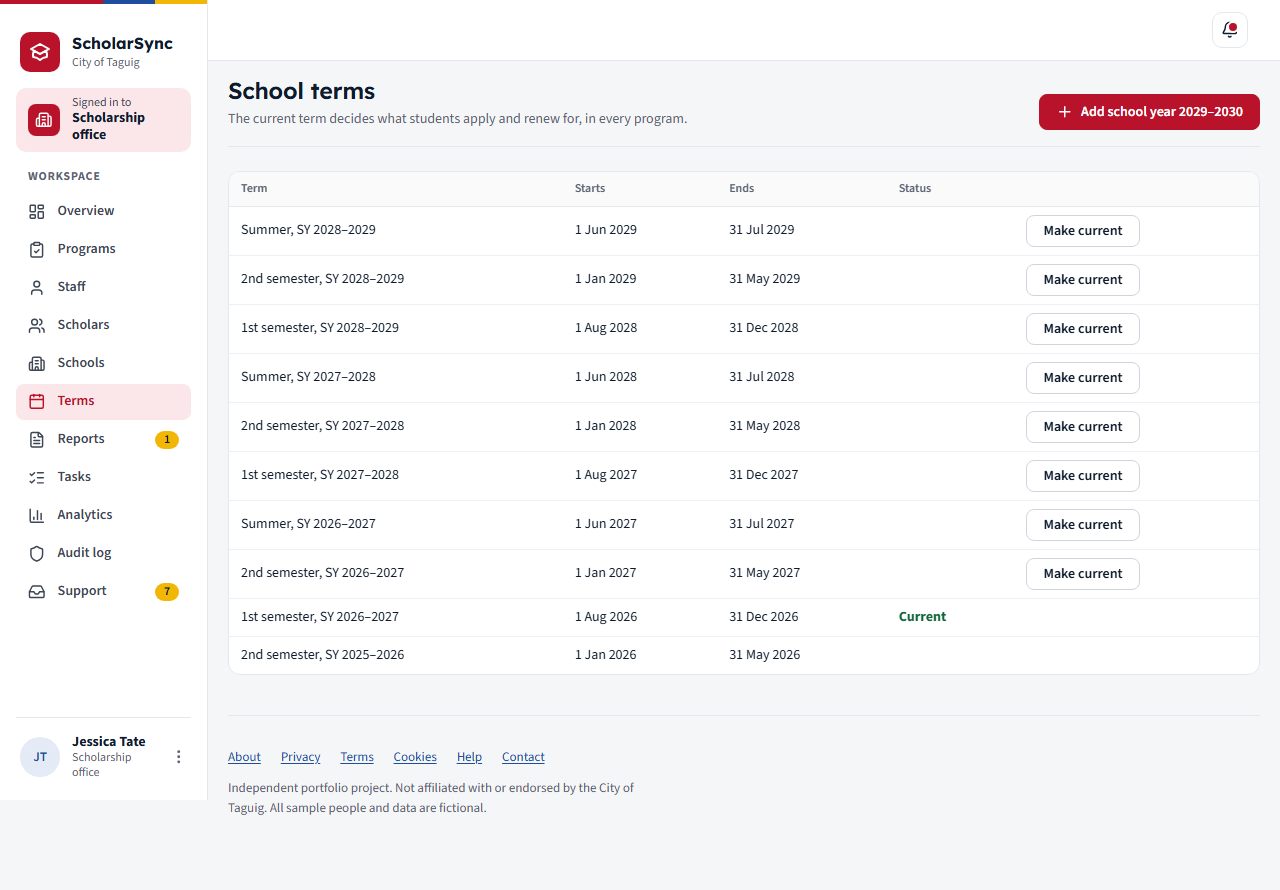 ScholarSync
City of Taguig
Signed in to
Scholarship
office
WORKSPACE
Overview
Programs
Staff
Scholars
Schools
Terms
Reports 1
Tasks
Analytics
Audit log
Support 7
JT
Jessica Tate
Scholarship
office
School terms
The current term decides what students apply and renew for, in every program.
Add school year 2029–2030
Term Starts Ends Status
Summer, SY 2028–2029 1 Jun 2029 31 Jul 2029 Make current
2nd semester, SY 2028–2029 1 Jan 2029 31 May 2029 Make current
1st semester, SY 2028–2029 1 Aug 2028 31 Dec 2028 Make current
Summer, SY 2027–2028 1 Jun 2028 31 Jul 2028 Make current
2nd semester, SY 2027–2028 1 Jan 2028 31 May 2028 Make current
1st semester, SY 2027–2028 1 Aug 2027 31 Dec 2027 Make current
Summer, SY 2026–2027 1 Jun 2027 31 Jul 2027 Make current
2nd semester, SY 2026–2027 1 Jan 2027 31 May 2027 Make current
1st semester, SY 2026–2027 1 Aug 2026 31 Dec 2026 Current
2nd semester, SY 2025–2026 1 Jan 2026 31 May 2026
About Privacy Terms Cookies Help Contact
Independent portfolio project. Not affiliated with or endorsed by the City of
Taguig. All sample people and data are fictional.